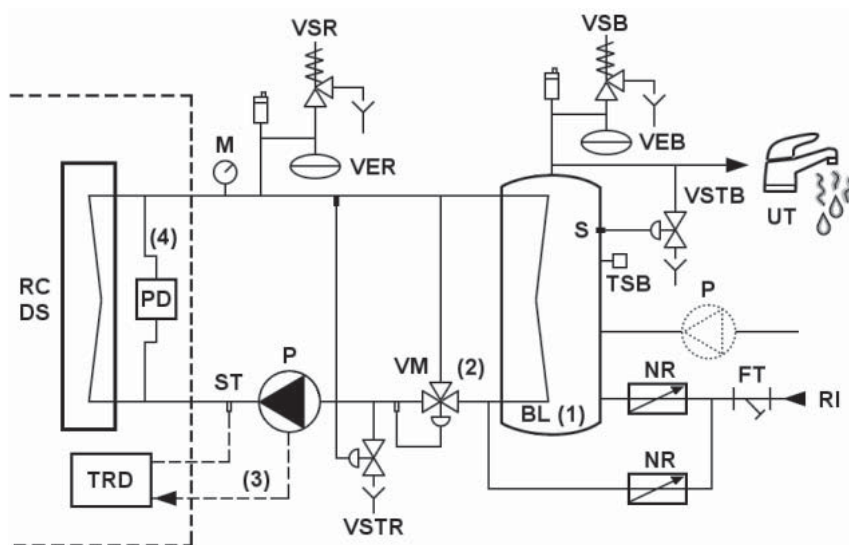 VSR
VSB
M
VER
VEB
VSTB
UT
(4)
S
RC
DS
PD
TSB
P
ST
P
VM
(2)
NR
FT
RI
BL (1)
TRD
(3)
NR
VSTR